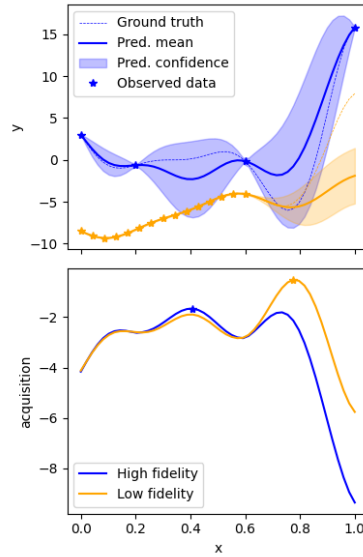 Ground truth
Pred. mean
Pred. confidence
Observed data
15
10
5
0
−5
−10
y
−2
−4
−6
−8
acquisition
High fidelity
Low fidelity
0.0 0.2 0.4 0.6 0.8 1.0
x